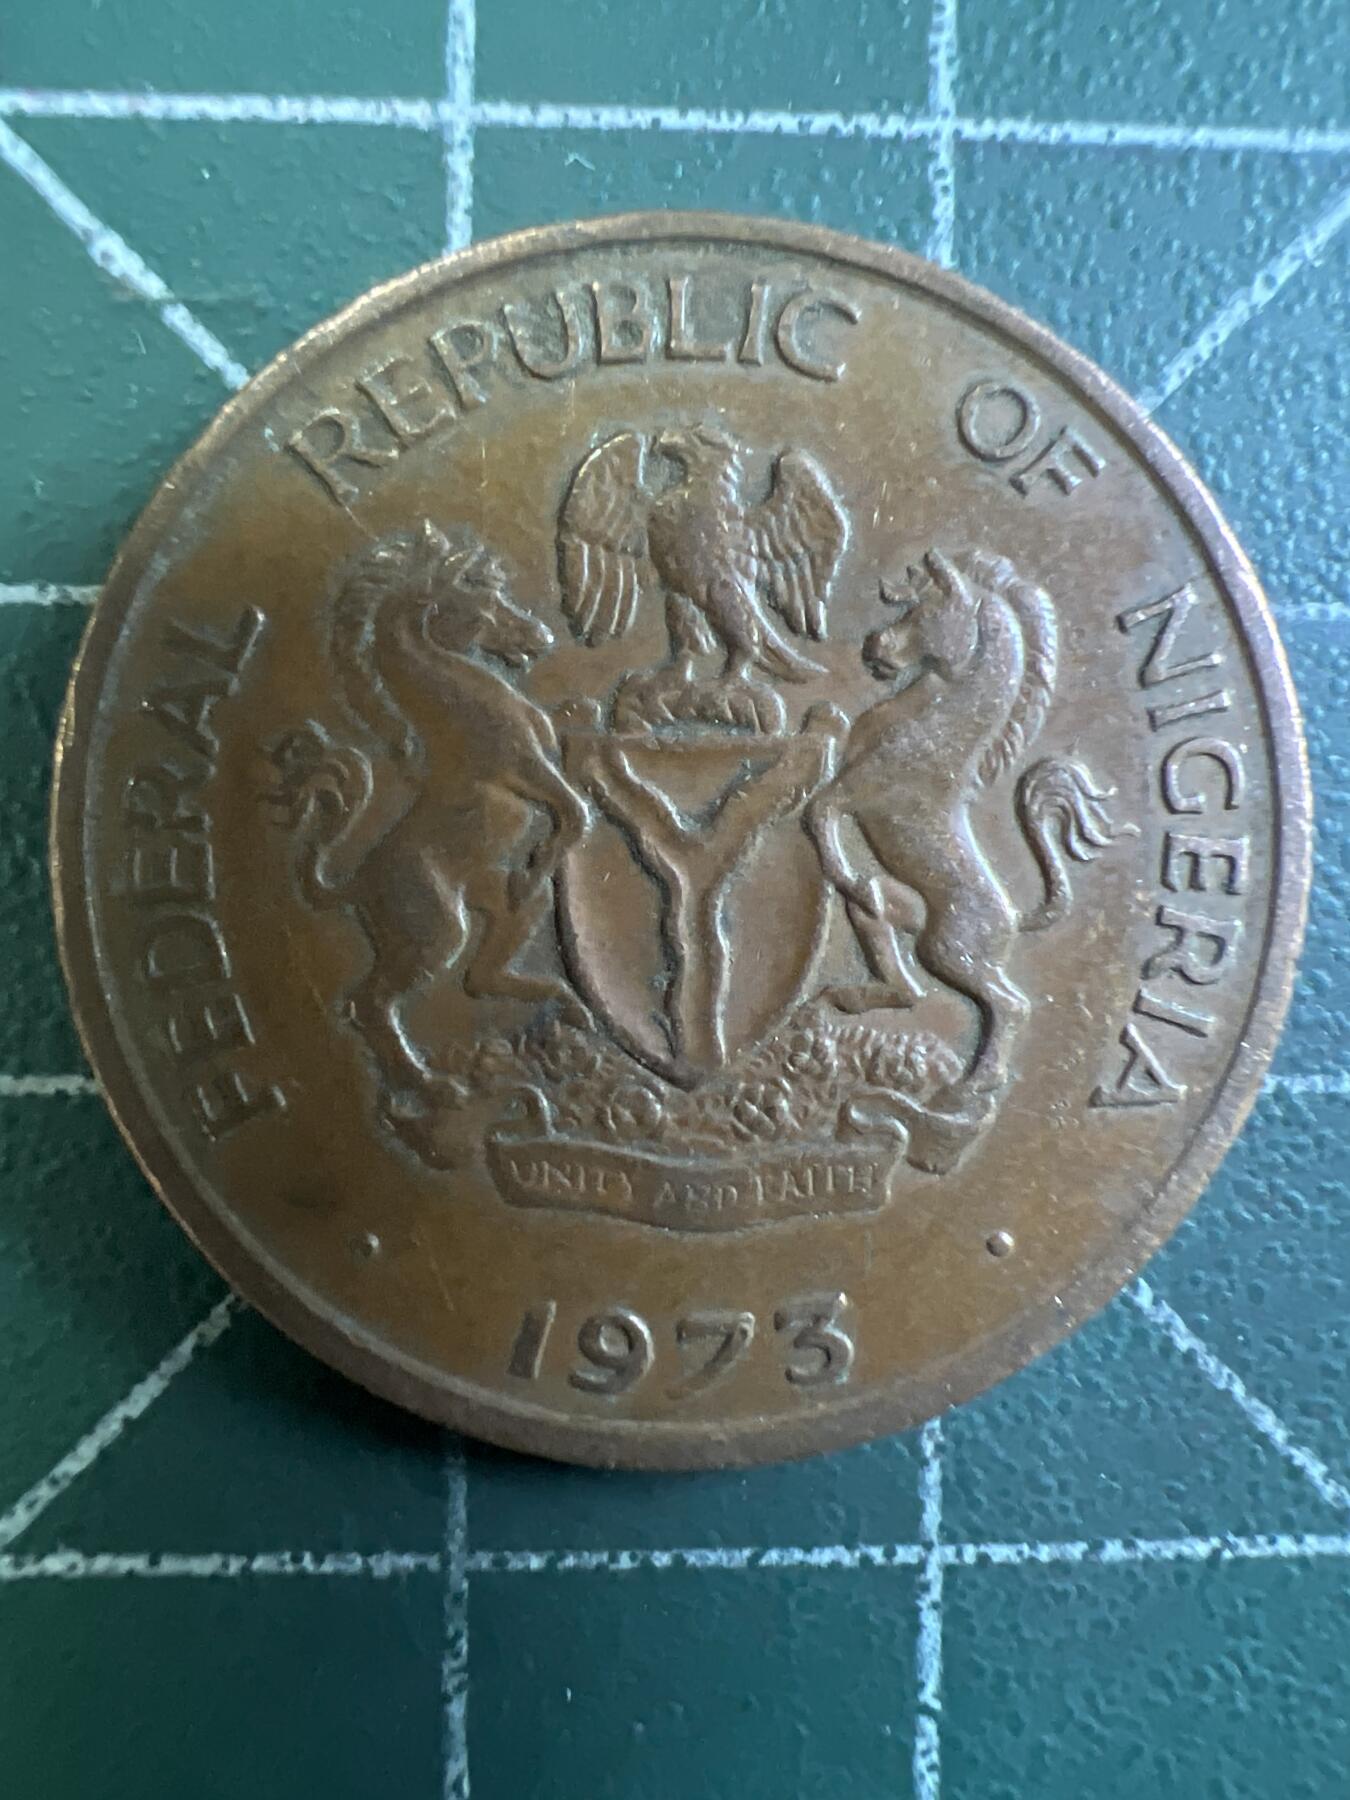 FEDERAL REPUBLIC OF NIGERIA
UNITY AND FAITH
1973